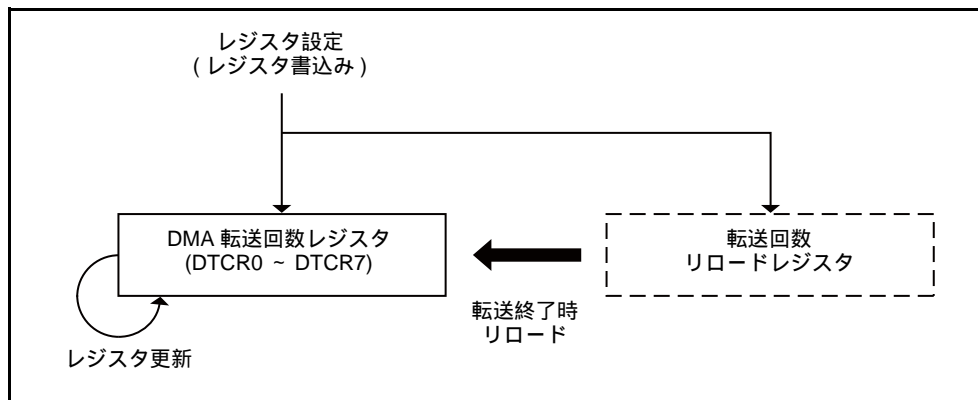 レジスタ設定
( レジスタ書込み )
DMA 転送回数レジスタ
(DTCR0 ~ DTCR7)
転送回数
リロードレジスタ
転送終了時
リロード
レジスタ更新